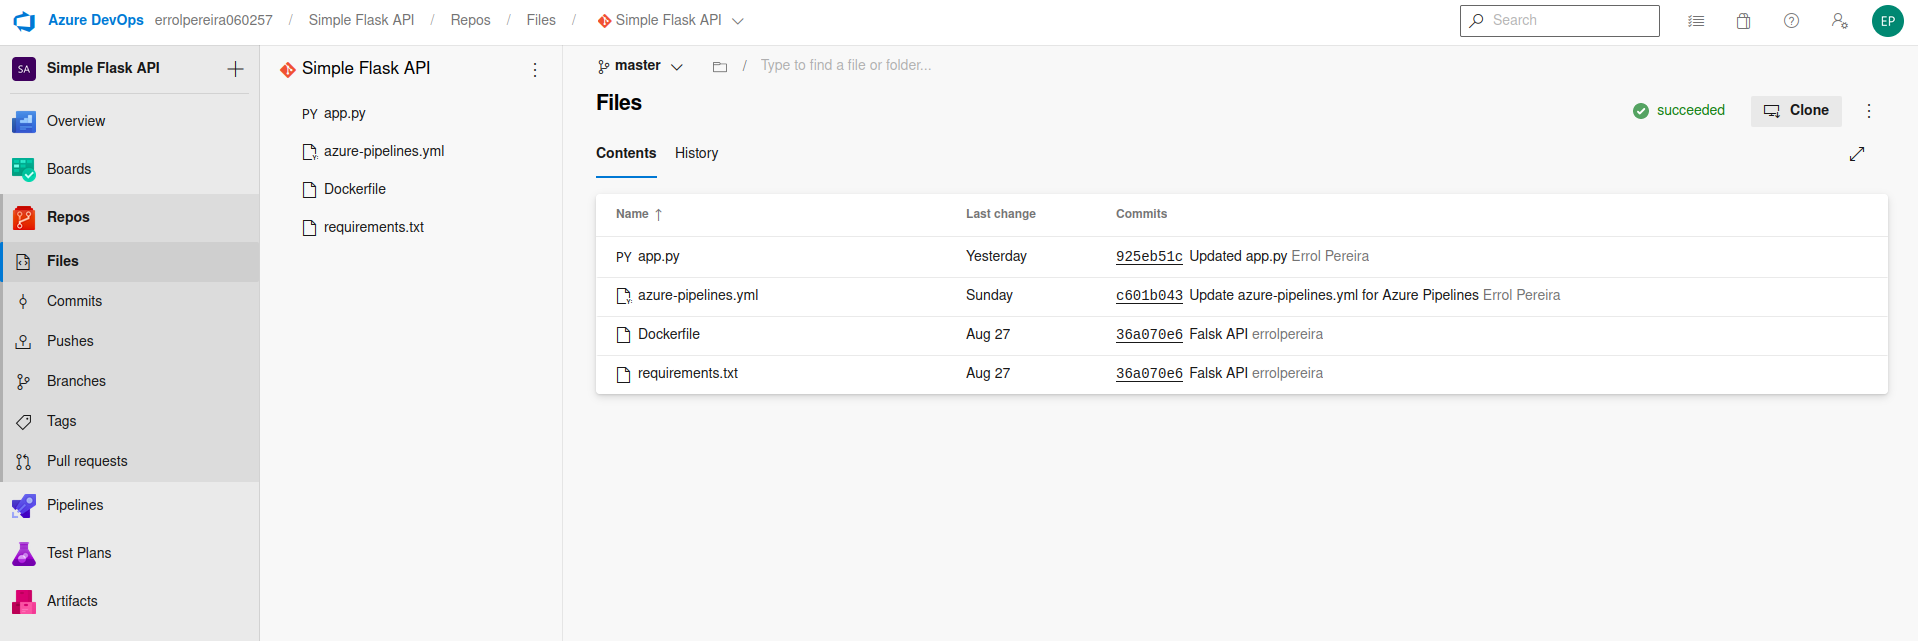 Azure DevOps errolpereira060257 / Simple Flask API / Repos / Files / Simple Flask API
Search
EP
SA Simple Flask API
Overview
Boards
Repos
Files
Commits
Pushes
Branches
Tags
Pull requests
Pipelines
Test Plans
Artifacts
Simple Flask API
PY app.py
azure-pipelines.yml
Dockerfile
requirements.txt
master / Type to find a file or folder...
Files
succeeded
Clone
Contents History
Name ↑ Last change Commits
PY app.py Yesterday 925eb51c Updated app.py Errol Pereira
azure-pipelines.yml Sunday c601b043 Update azure-pipelines.yml for Azure Pipelines Errol Pereira
Dockerfile Aug 27 36a070e6 Falsk API errolpereira
requirements.txt Aug 27 36a070e6 Falsk API errolpereira